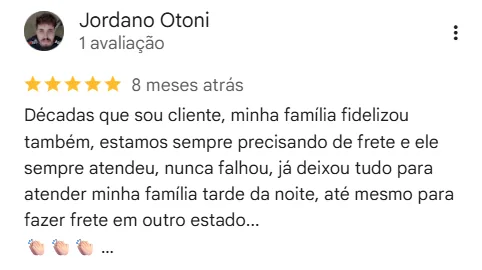 Jordano Otoni
1 avaliação
8 meses atrás
Décadas que sou cliente, minha família fidelizou
também, estamos sempre precisando de frete e ele
sempre atendeu, nunca falhou, já deixou tudo para
atender minha família tarde da noite, até mesmo para
fazer frete em outro estado...
👏🏻 👏🏻 👏🏻 ...